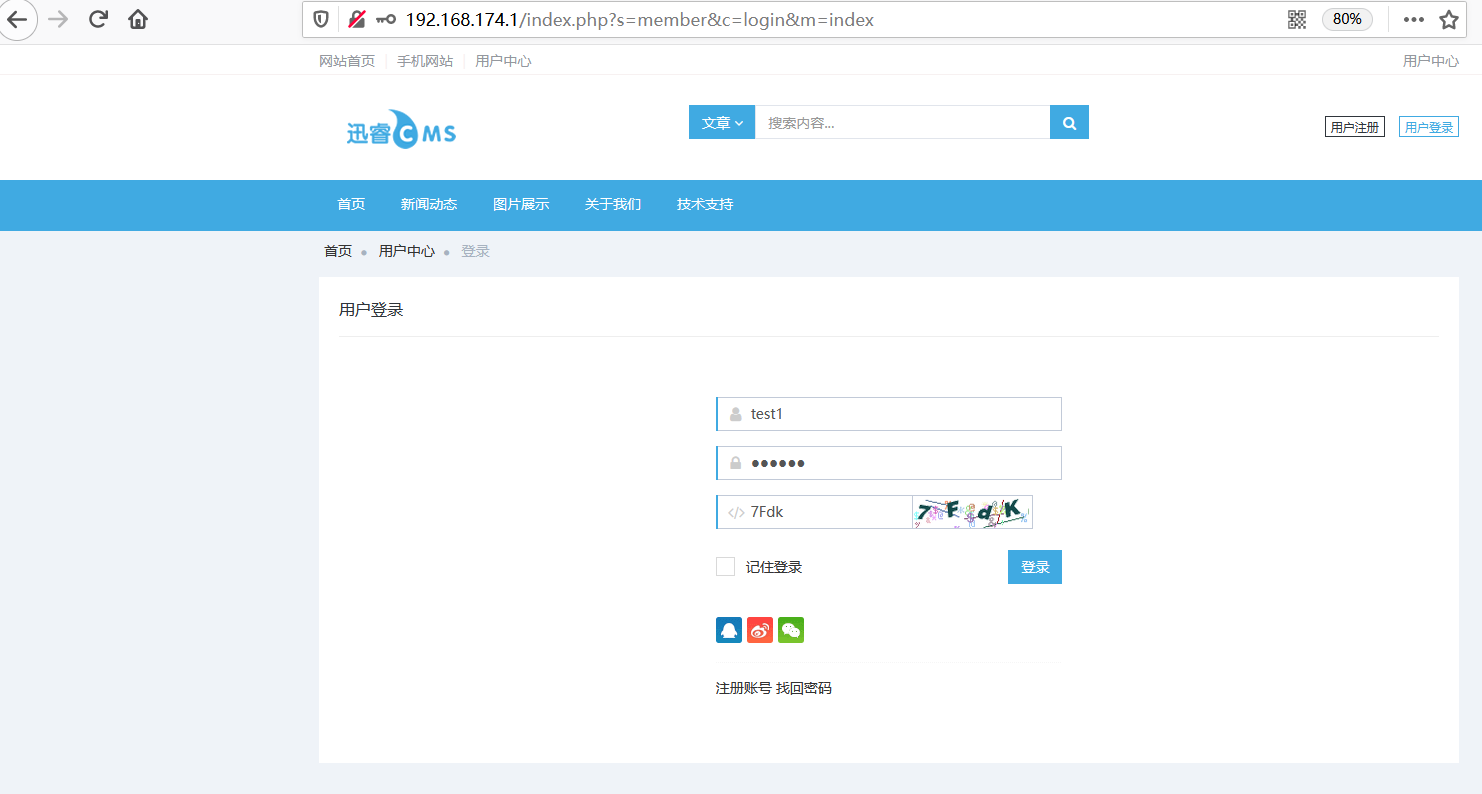 192.168.174.1/index.php?s=member&c=login&m=index
80%
网站首页 手机网站 用户中心 用户中心
迅睿CMS
文章 搜索内容...
用户注册 用户登录
首页 新闻动态 图片展示 关于我们 技术支持
首页 用户中心 登录
用户登录
test1
7Fdk 7FdK
记住登录 登录
注册账号 找回密码